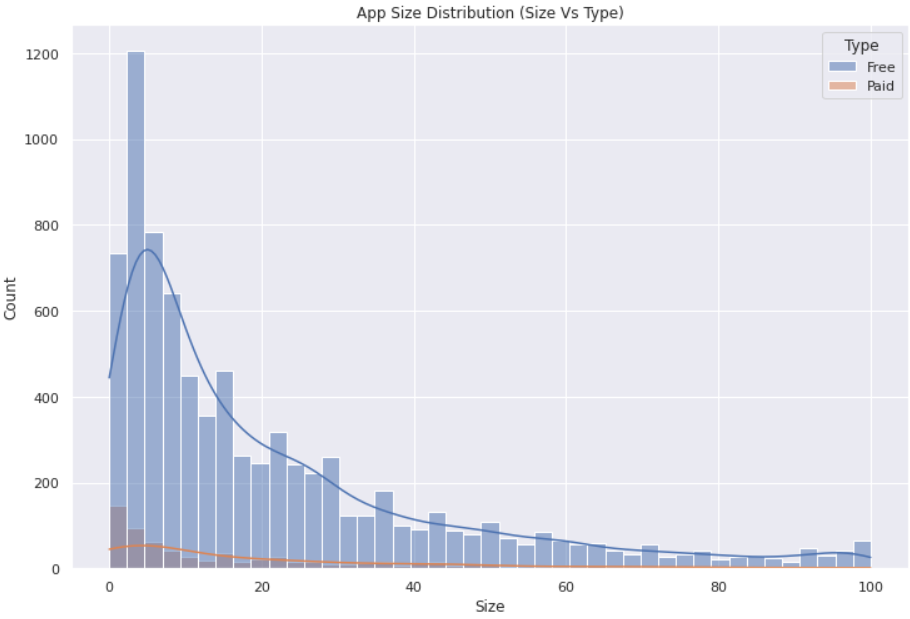 App Size Distribution (Size Vs Type)
Type
Free
Paid
1200
1000
800
600
400
200
0
Count
0 20 40 60 80 100
Size